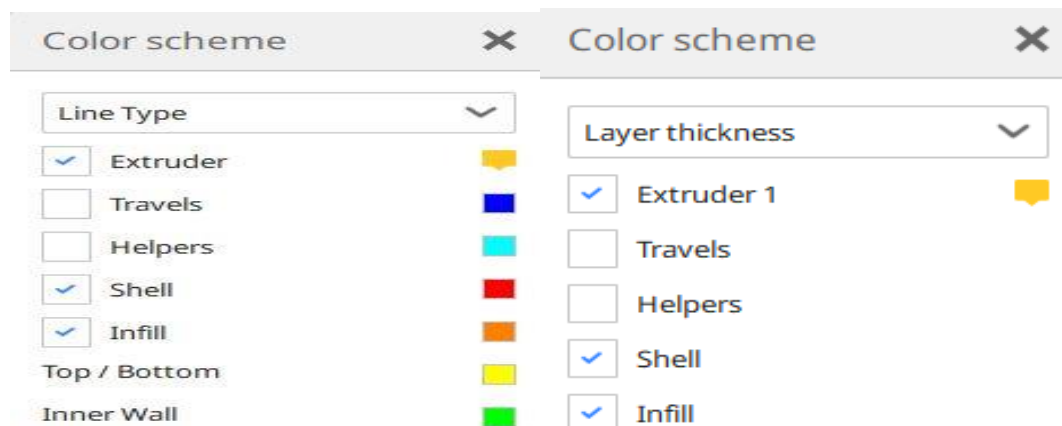 Color scheme
Line Type
Extruder
Travels
Helpers
Shell
Infill
Top / Bottom
Inner Wall
Color scheme
Layer thickness
Extruder 1
Travels
Helpers
Shell
Infill